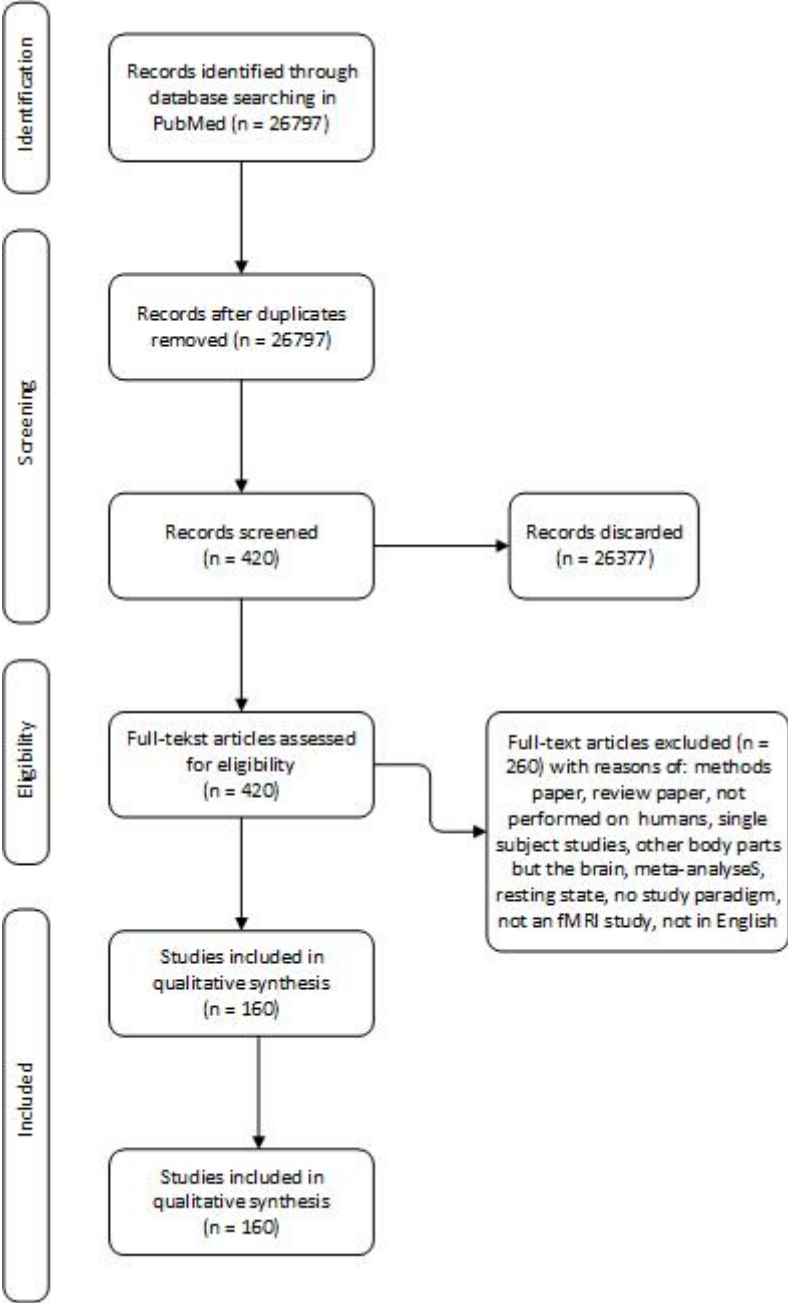 Identification
Records identified through
database searching in
PubMed (n = 26797)
Screening
Records after duplicates
removed (n = 26797)
Records screened
(n = 420)
Records discarded
(n = 26377)
Eligibility
Full-tekst articles assessed
for eligibility
(n = 420)
Full-text articles excluded (n =
260) with reasons of: methods
paper, review paper, not
performed on humans, single
subject studies, other body parts
but the brain, meta-analyseS,
resting state, no study paradigm,
not an fMRI study, not in English
Included
Studies included in
qualitative synthesis
(n = 160)
Studies included in
qualitative synthesis
(n = 160)